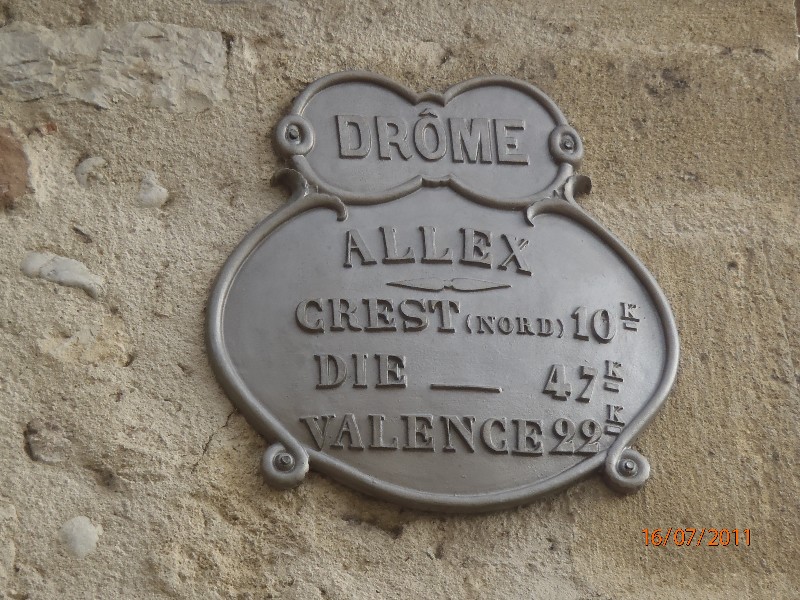 DRÔME
ALLEX
CREST (NORD) 10 K
DIE — 47 K
VALENCE 22 K
16/07/2011